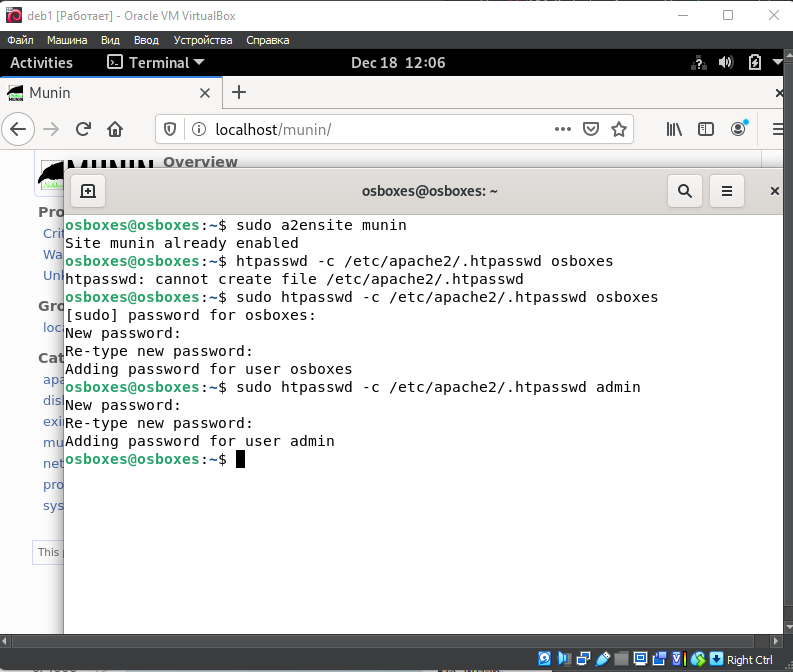 deb1 [Работает] - Oracle VM VirtualBox
Файл Машина Вид Ввод Устройства Справка
Activities Terminal Dec 18 12:06
Munin
localhost/munin/
MUNIN Overview
osboxes@osboxes: ~
Pro
Crit
Wa
Unk
Gro
loca
Cat
apa
disk
exi
mu
net
pro
sys
This p
osboxes@osboxes:~$ sudo a2ensite munin
Site munin already enabled
osboxes@osboxes:~$ htpasswd -c /etc/apache2/.htpasswd osboxes
htpasswd: cannot create file /etc/apache2/.htpasswd
osboxes@osboxes:~$ sudo htpasswd -c /etc/apache2/.htpasswd osboxes
[sudo] password for osboxes:
New password:
Re-type new password:
Adding password for user osboxes
osboxes@osboxes:~$ sudo htpasswd -c /etc/apache2/.htpasswd admin
New password:
Re-type new password:
Adding password for user admin
osboxes@osboxes:~$
Right Ctrl